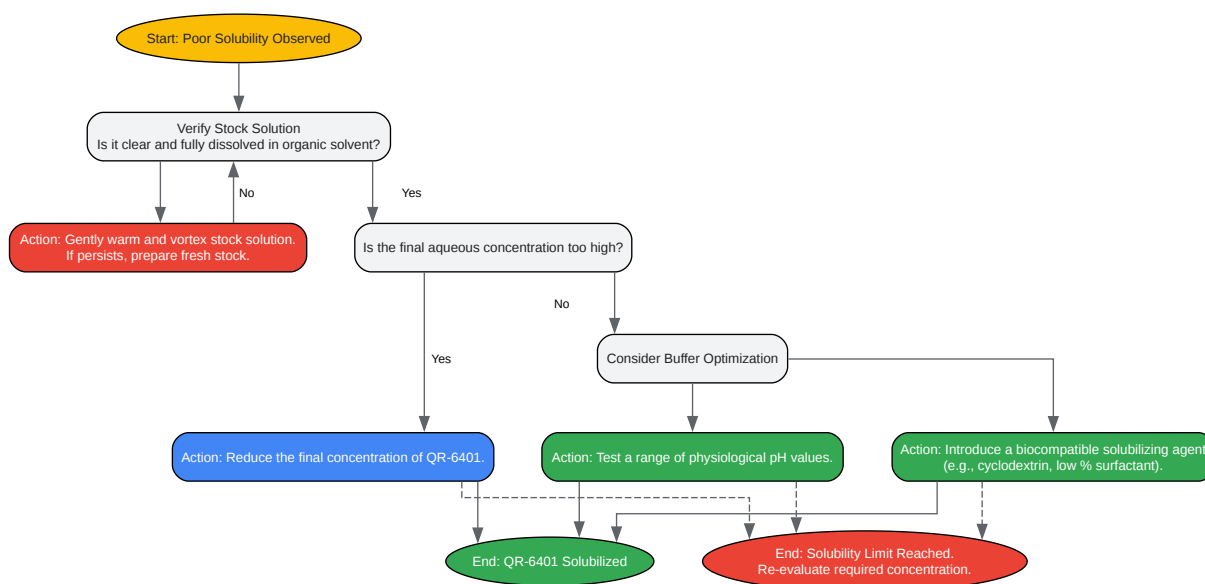 Start: Poor Solubility Observed
Verify Stock Solution
Is it clear and fully dissolved in organic solvent?
No
Yes
Action: Gently warm and vortex stock solution.
If persists, prepare fresh stock.
Is the final aqueous concentration too high?
No
Yes
Consider Buffer Optimization
Action: Reduce the final concentration of QR-6401.
Action: Test a range of physiological pH values.
Action: Introduce a biocompatible solubilizing agent
(e.g., cyclodextrin, low % surfactant).
End: QR-6401 Solubilized
End: Solubility Limit Reached.
Re-evaluate required concentration.